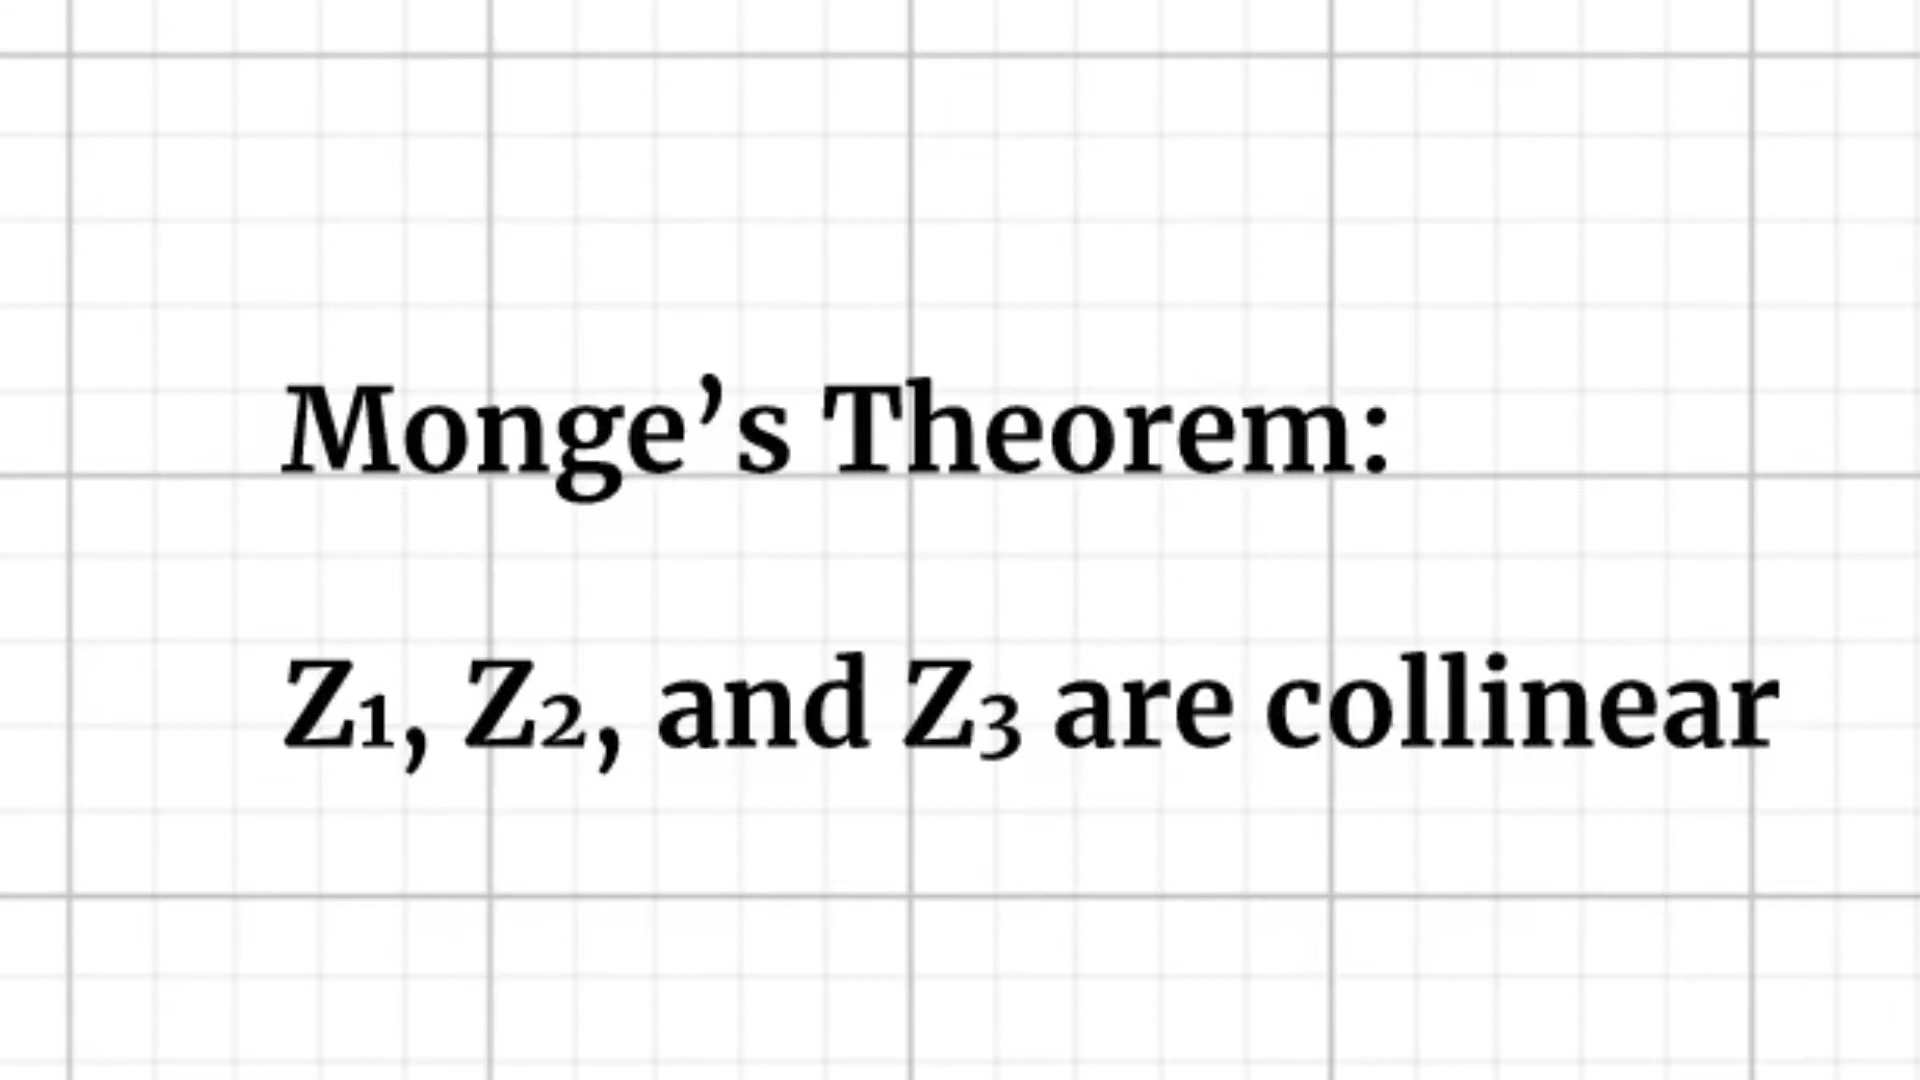 Monge’s Theorem:
Z₁, Z₂, and Z₃ are collinear